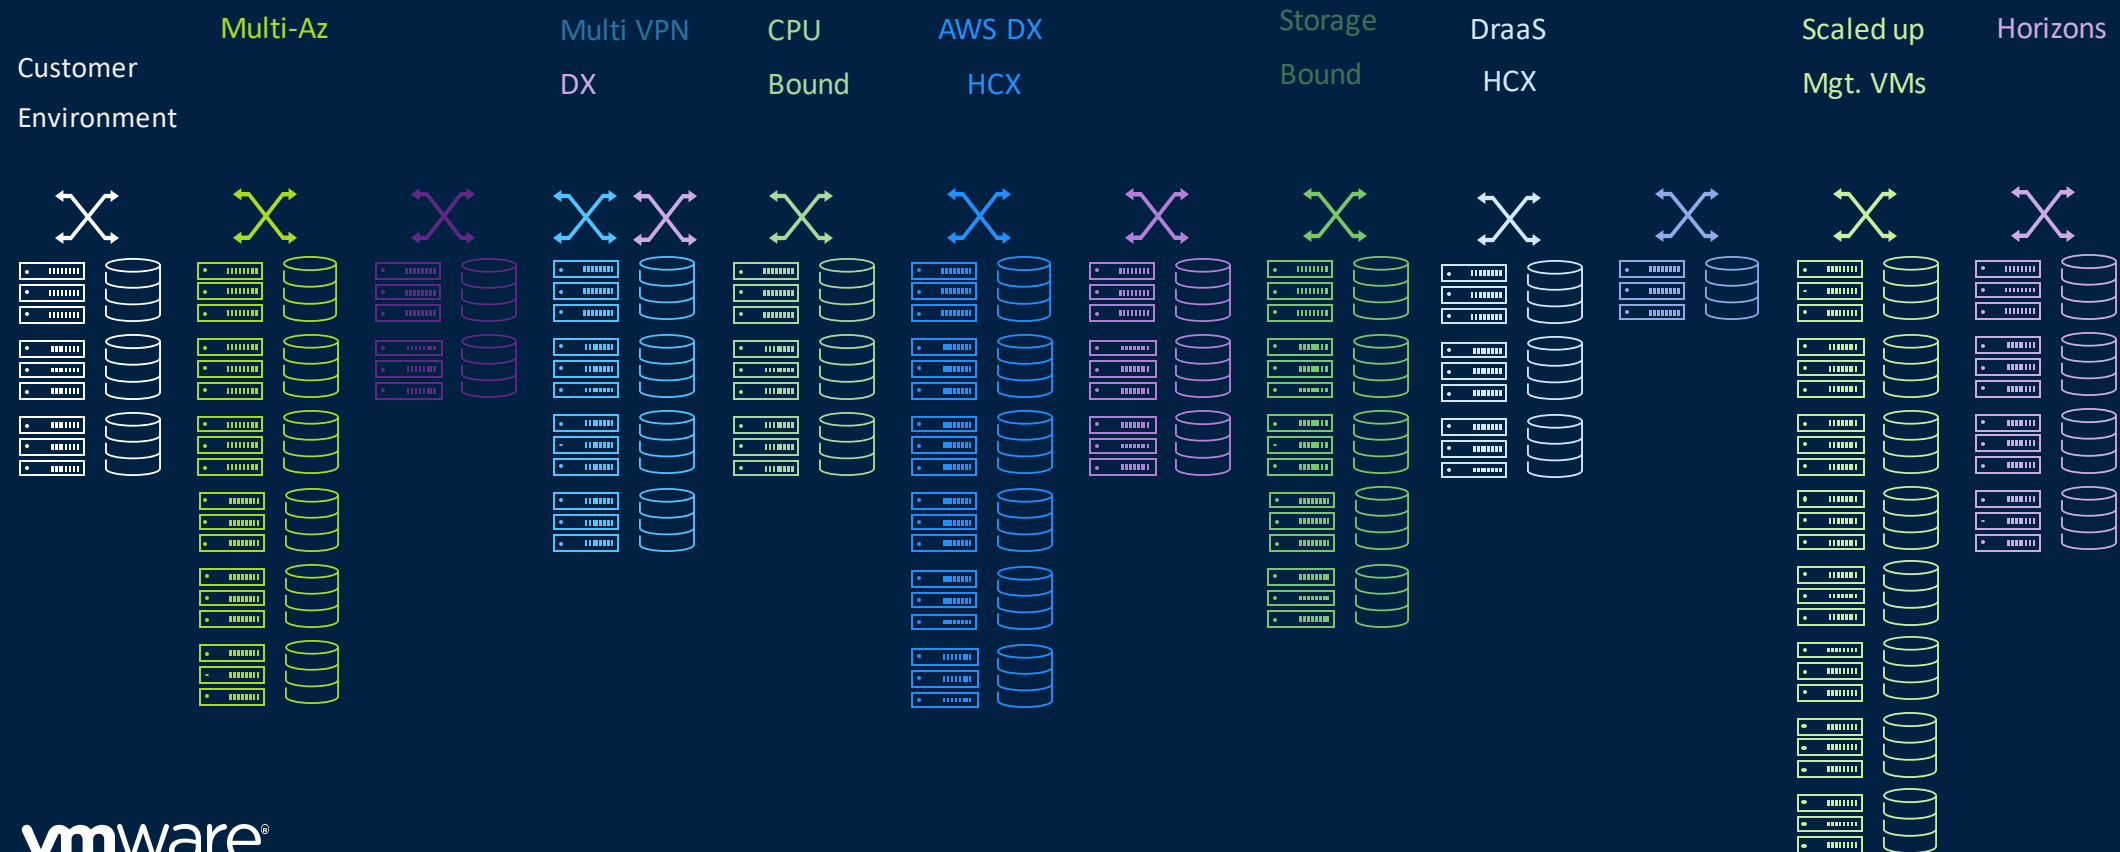 Customer
Environment
Multi-Az
Multi VPN
DX
CPU
Bound
AWS DX
HCX
Storage
Bound
DraaS
HCX
Scaled up
Mgt. VMs
Horizons
vmware®